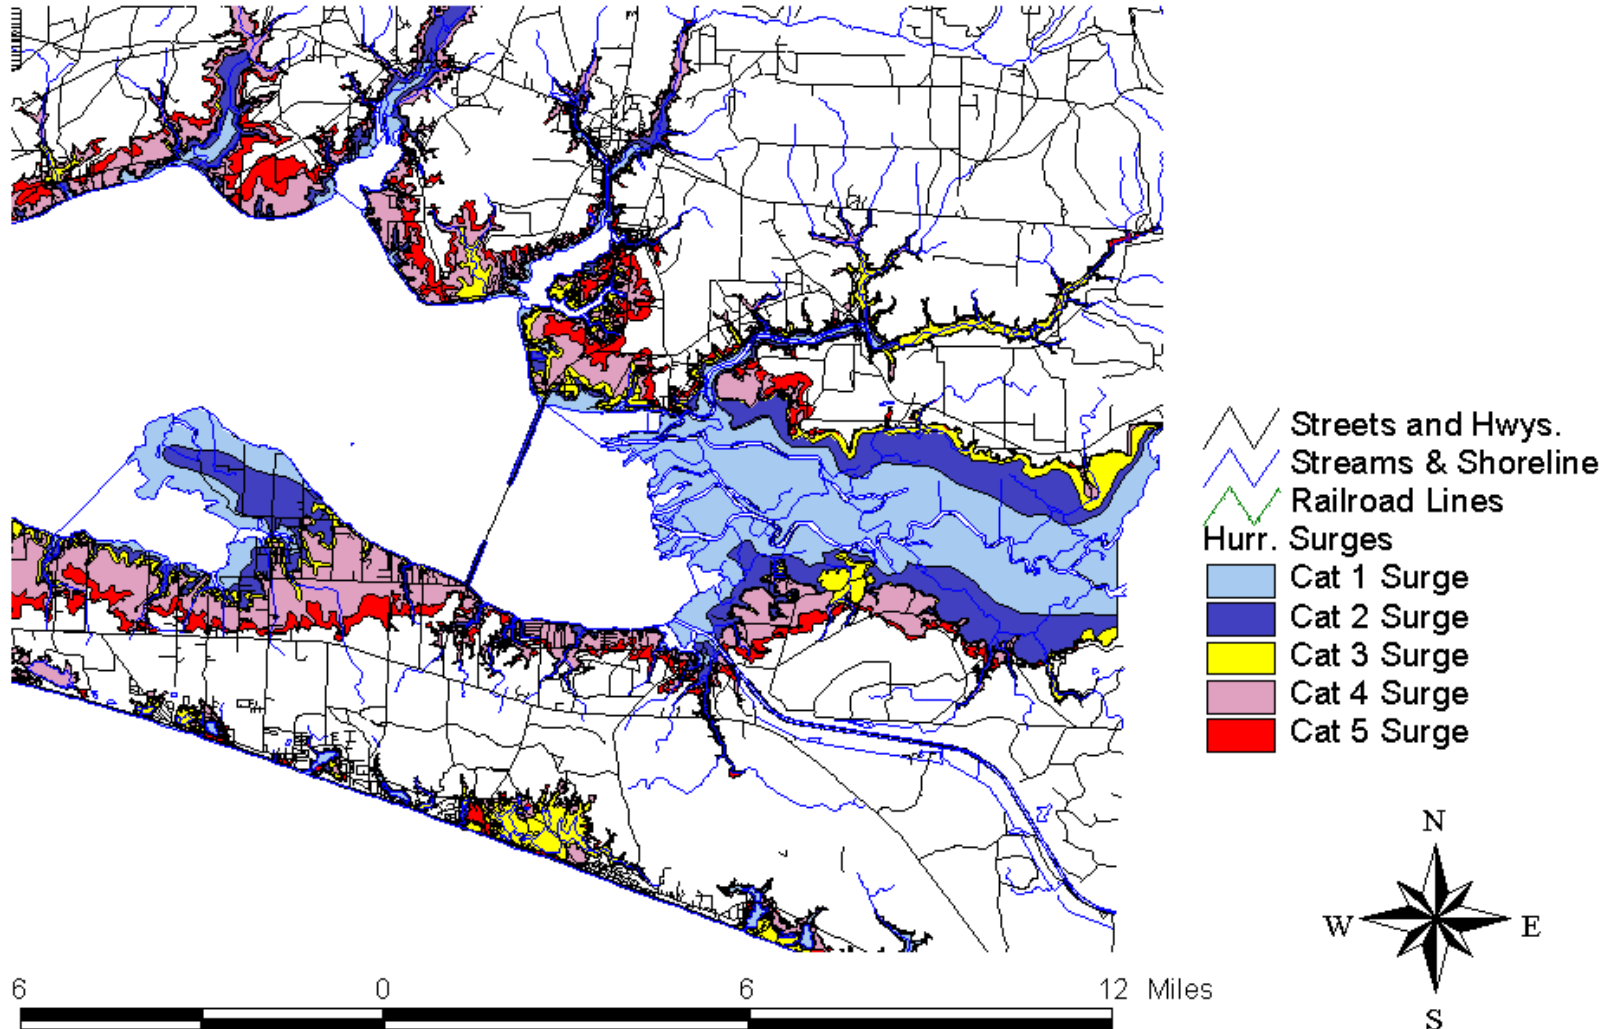 Streets and Hwys.
Streams & Shoreline
Railroad Lines
Hurr. Surges
Cat 1 Surge
Cat 2 Surge
Cat 3 Surge
Cat 4 Surge
Cat 5 Surge
N
W E
S
6 0 6 12 Miles